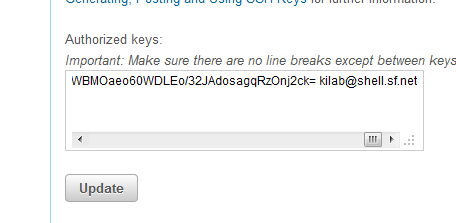 Generating, Posting and Using SSH Keys for further information.
Authorized keys:
Important: Make sure there are no line breaks except between keys
WBMOaeo60WDLEo/32JAdosagqRzOnj2ck= kilab@shell.sf.net
Update